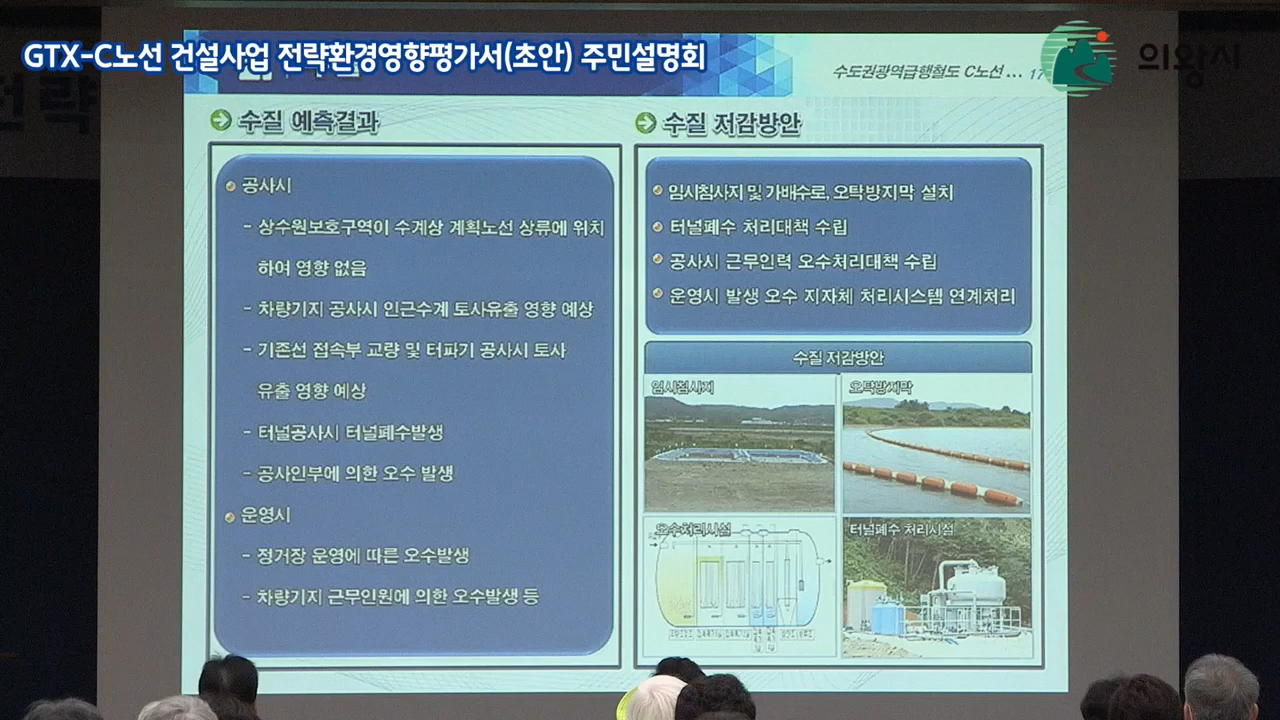 GTX-C노선 건설사업 전략환경영향평가서(초안) 주민설명회
의왕시
수도권광역급행철도 C노선 ... 17
전략
수질 예측결과
공사시
- 상수원보호구역이 수계상 계획노선 상류에 위치
하여 영향 없음
- 차량기지 공사시 인근수계 토사유출 영향 예상
- 기존선 접속부 교량 및 터파기 공사시 토사
유출 영향 예상
- 터널공사시 터널폐수발생
- 공사인부에 의한 오수 발생
운영시
- 정거장 운영에 따른 오수발생
- 차량기지 근무인원에 의한 오수발생 등
수질 저감방안
임시침사지 및 가배수로, 오탁방지막 설치
터널폐수 처리대책 수립
공사시 근무인력 오수처리대책 수립
운영시 발생 오수 지자체 처리시스템 연계처리
수질 저감방안
임시침사지
오탁방지막
오수처리시설
터널폐수 처리시설